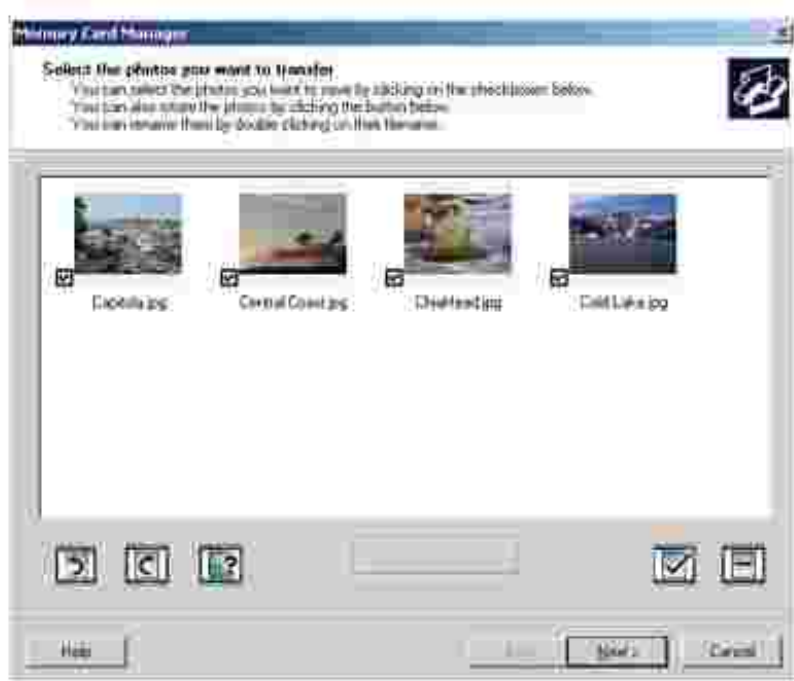 Memory Card Manager
Select the photos you want to transfer
You can select the photos you want to save by clicking on the checkboxes below.
You can also rotate the photos by clicking the button below.
You can rename them by double clicking on their filename.
Capitola.jpg
Central Coast.jpg
Cold Lake.jpg
?
Help
Next >
Cancel